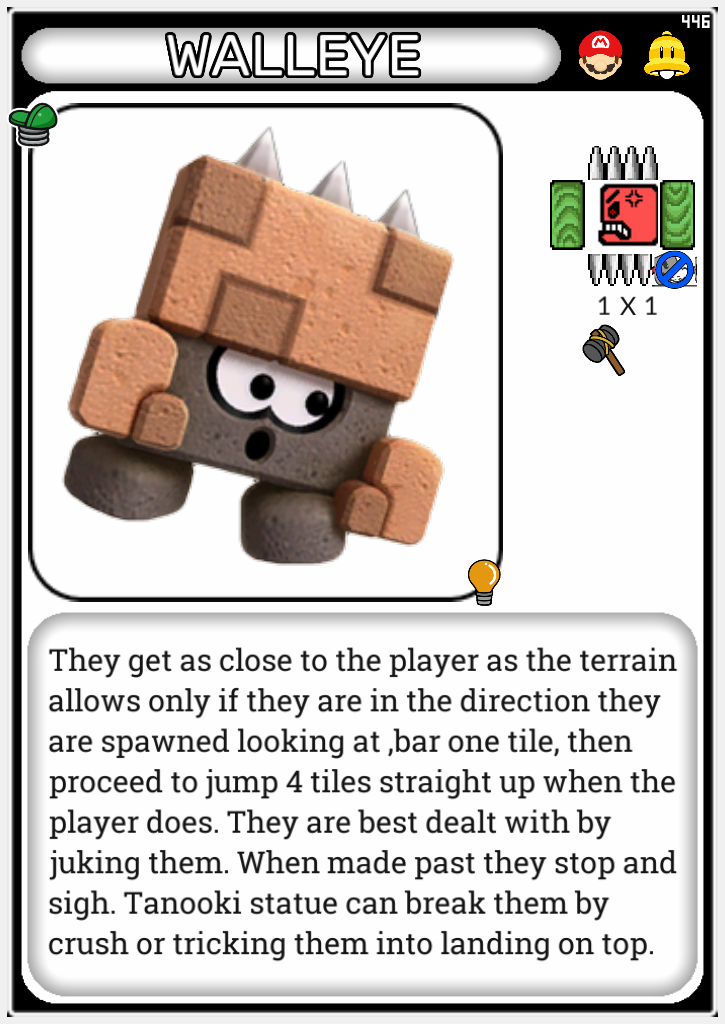 446
WALLEYE
1 X 1
They get as close to the player as the terrain
allows only if they are in the direction they
are spawned looking at ,bar one tile, then
proceed to jump 4 tiles straight up when the
player does. They are best dealt with by
juking them. When made past they stop and
sigh. Tanooki statue can break them by
crush or tricking them into landing on top.